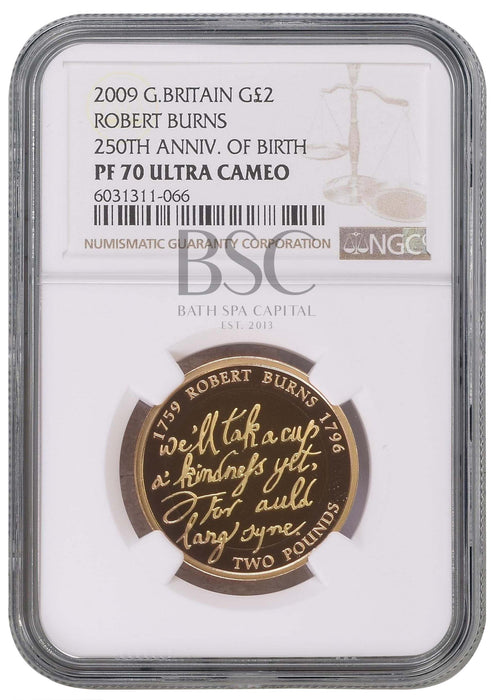 2009 G.BRITAIN G£2
ROBERT BURNS
250TH ANNIV. OF BIRTH
PF 70 ULTRA CAMEO
6031311-066
NUMISMATIC GUARANTY CORPORATION
NGC
BSC
BATH SPA CAPITAL
EST. 2013
1759 ROBERT BURNS 1796
we'll tak a cup
o' kindness yet,
For auld
lang syne
TWO POUNDS